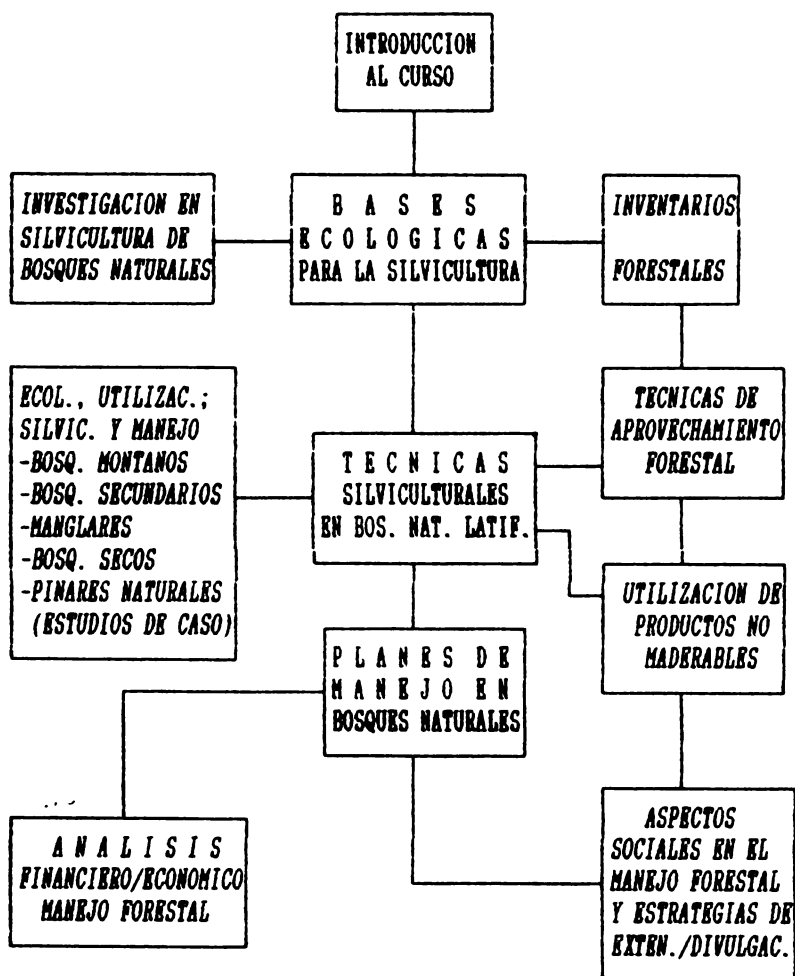 INTRODUCCION
AL CURSO
INVESTIGACION EN
SILVICULTURA DE
BOSQUES NATURALES
B A S E S
E C O L O G I C A S
PARA LA SILVICULTURA
INVENTARIOS
FORESTALES
ECOL., UTILIZAC.;
SILVIC. Y MANEJO
-BOSQ. MONTANOS
-BOSQ. SECUNDARIOS
-MANGLARES
-BOSQ. SECOS
-PINARES NATURALES
(ESTUDIOS DE CASO)
T E C N I C A S
SILVICULTURALES
EN BOS. NAT. LATIF.
TECNICAS DE
APROVECHAMIENTO
FORESTAL
UTILIZACION DE
PRODUCTOS NO
MADERABLES
P L A N E S DE
M A N E J O EN
BOSQUES NATURALES
A N A L I S I S
FINANCIERO/ECONOMICO
MANEJO FORESTAL
ASPECTOS
SOCIALES EN EL
MANEJO FORESTAL
Y ESTRATEGIAS DE
EXTEN./DIVULGAC.